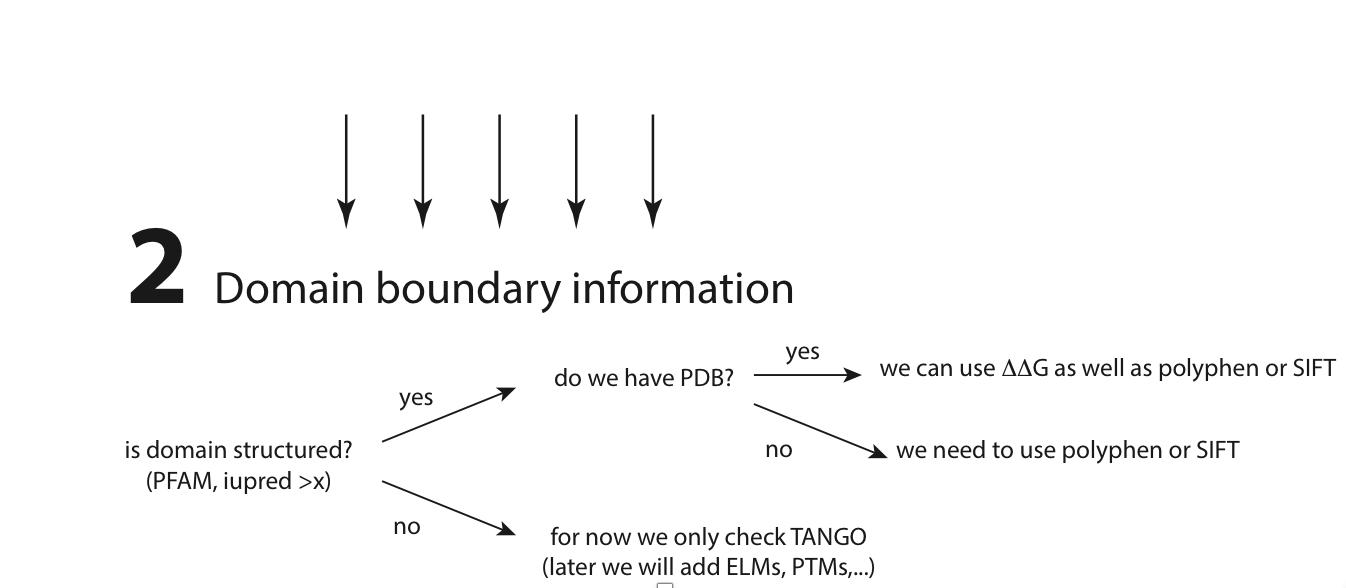 2 Domain boundary information
yes
do we have PDB?
we can use ΔΔG as well as polyphen or SIFT
yes
is domain structured?
(PFAM, iupred >x)
no
we need to use polyphen or SIFT
no
for now we only check TANGO
(later we will add ELMs, PTMs,...)